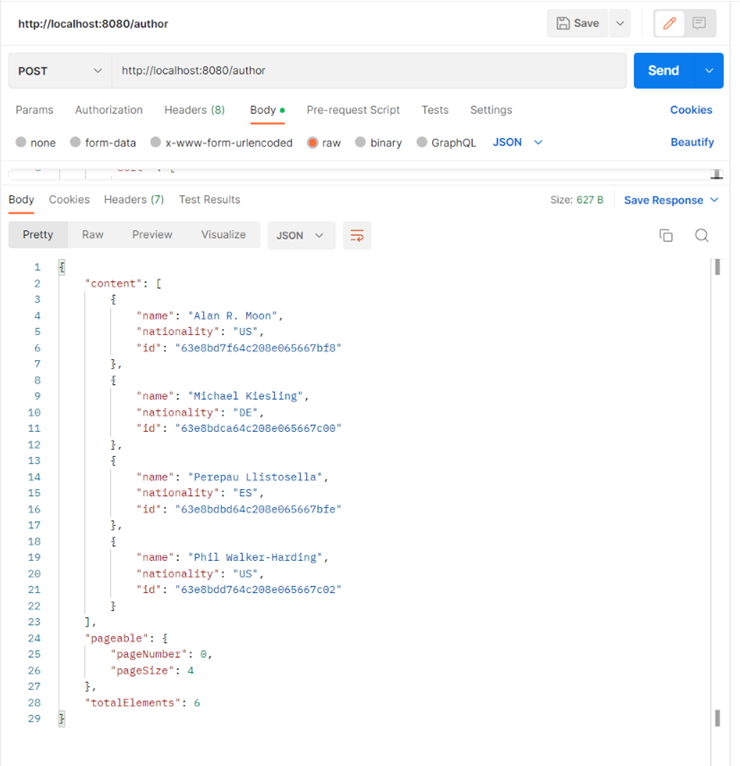 http://localhost:8080/author
Save
POST http://localhost:8080/author Send
Params Authorization Headers (8) Body Pre-request Script Tests Settings Cookies
none form-data x-www-form-urlencoded raw binary GraphQL JSON Beautify
Body Cookies Headers (7) Test Results Size: 627 B Save Response
Pretty Raw Preview Visualize JSON
1 {
2 "content": [
3 {
4 "name": "Alan R. Moon",
5 "nationality": "US",
6 "id": "63e8bd7f64c208e065667bf8"
7 },
8 {
9 "name": "Michael Kiesling",
10 "nationality": "DE",
11 "id": "63e8bdca64c208e065667c00"
12 },
13 {
14 "name": "Perepau Llistosella",
15 "nationality": "ES",
16 "id": "63e8bdbd64c208e065667bfe"
17 },
18 {
19 "name": "Phil Walker-Harding",
20 "nationality": "US",
21 "id": "63e8bdd764c208e065667c02"
22 }
23 ],
24 "pageable": {
25 "pageNumber": 0,
26 "pageSize": 4
27 },
28 "totalElements": 6
29 }